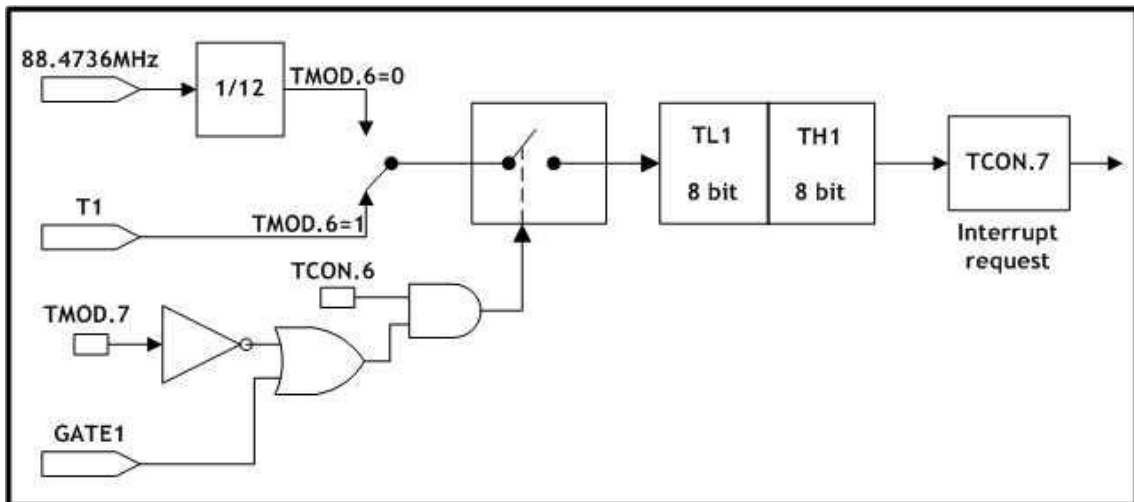 88.4736MHz
1/12
TMOD.6=0
T1
TMOD.6=1
TL1
8 bit
TH1
8 bit
TCON.7
Interrupt
request
TCON.6
TMOD.7
GATE1